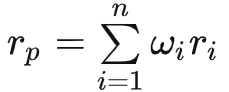 r_p = \sum_{i=1}^{n} \omega_i r_i